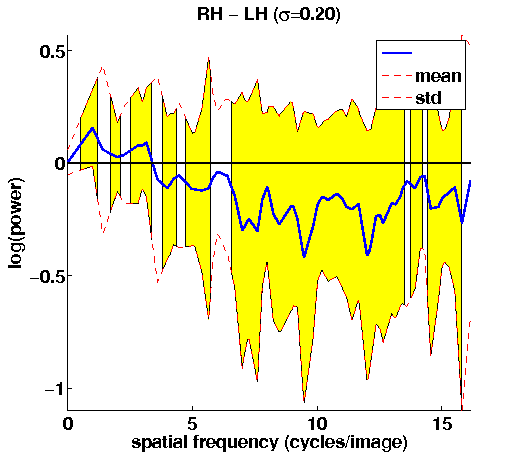 RH − LH (σ=0.20)
0.5
mean
std
0
log(power)
−0.5
−1
0
5
10
15
spatial frequency (cycles/image)